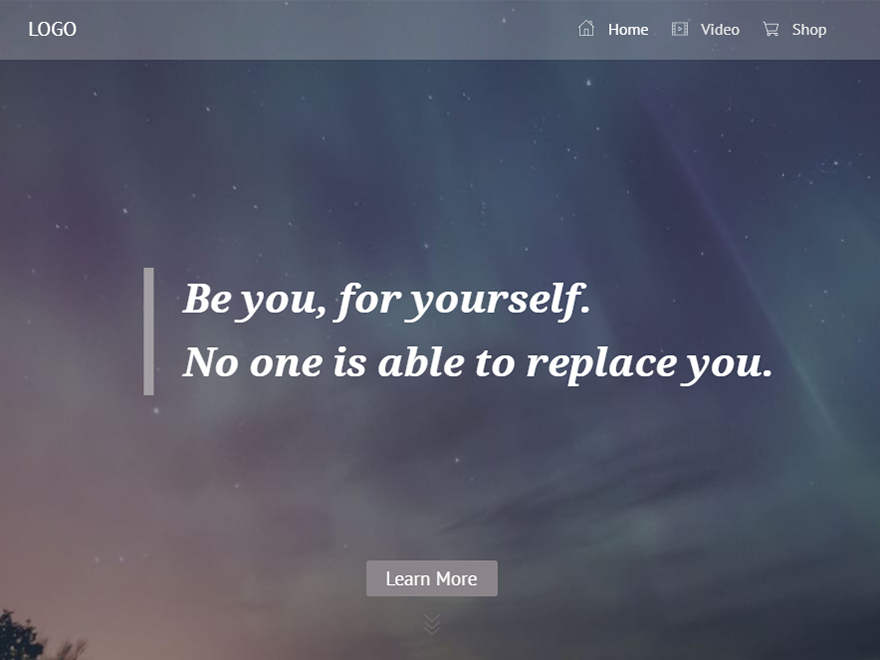 LOGO
Home Video Shop
Be you, for yourself.
No one is able to replace you.
Learn More